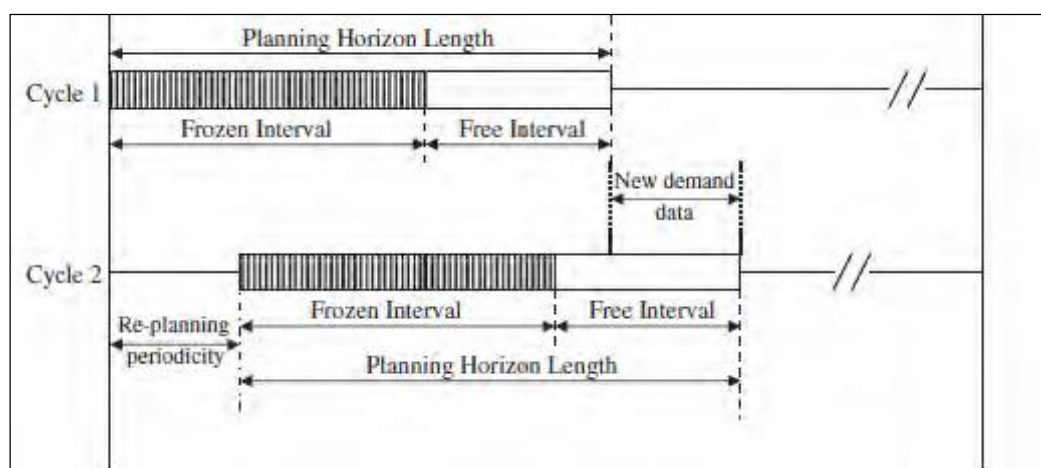 Planning Horizon Length
Cycle 1
Frozen Interval
Free Interval
New demand
data
Cycle 2
Frozen Interval
Free Interval
Re-planning
periodicity
Planning Horizon Length